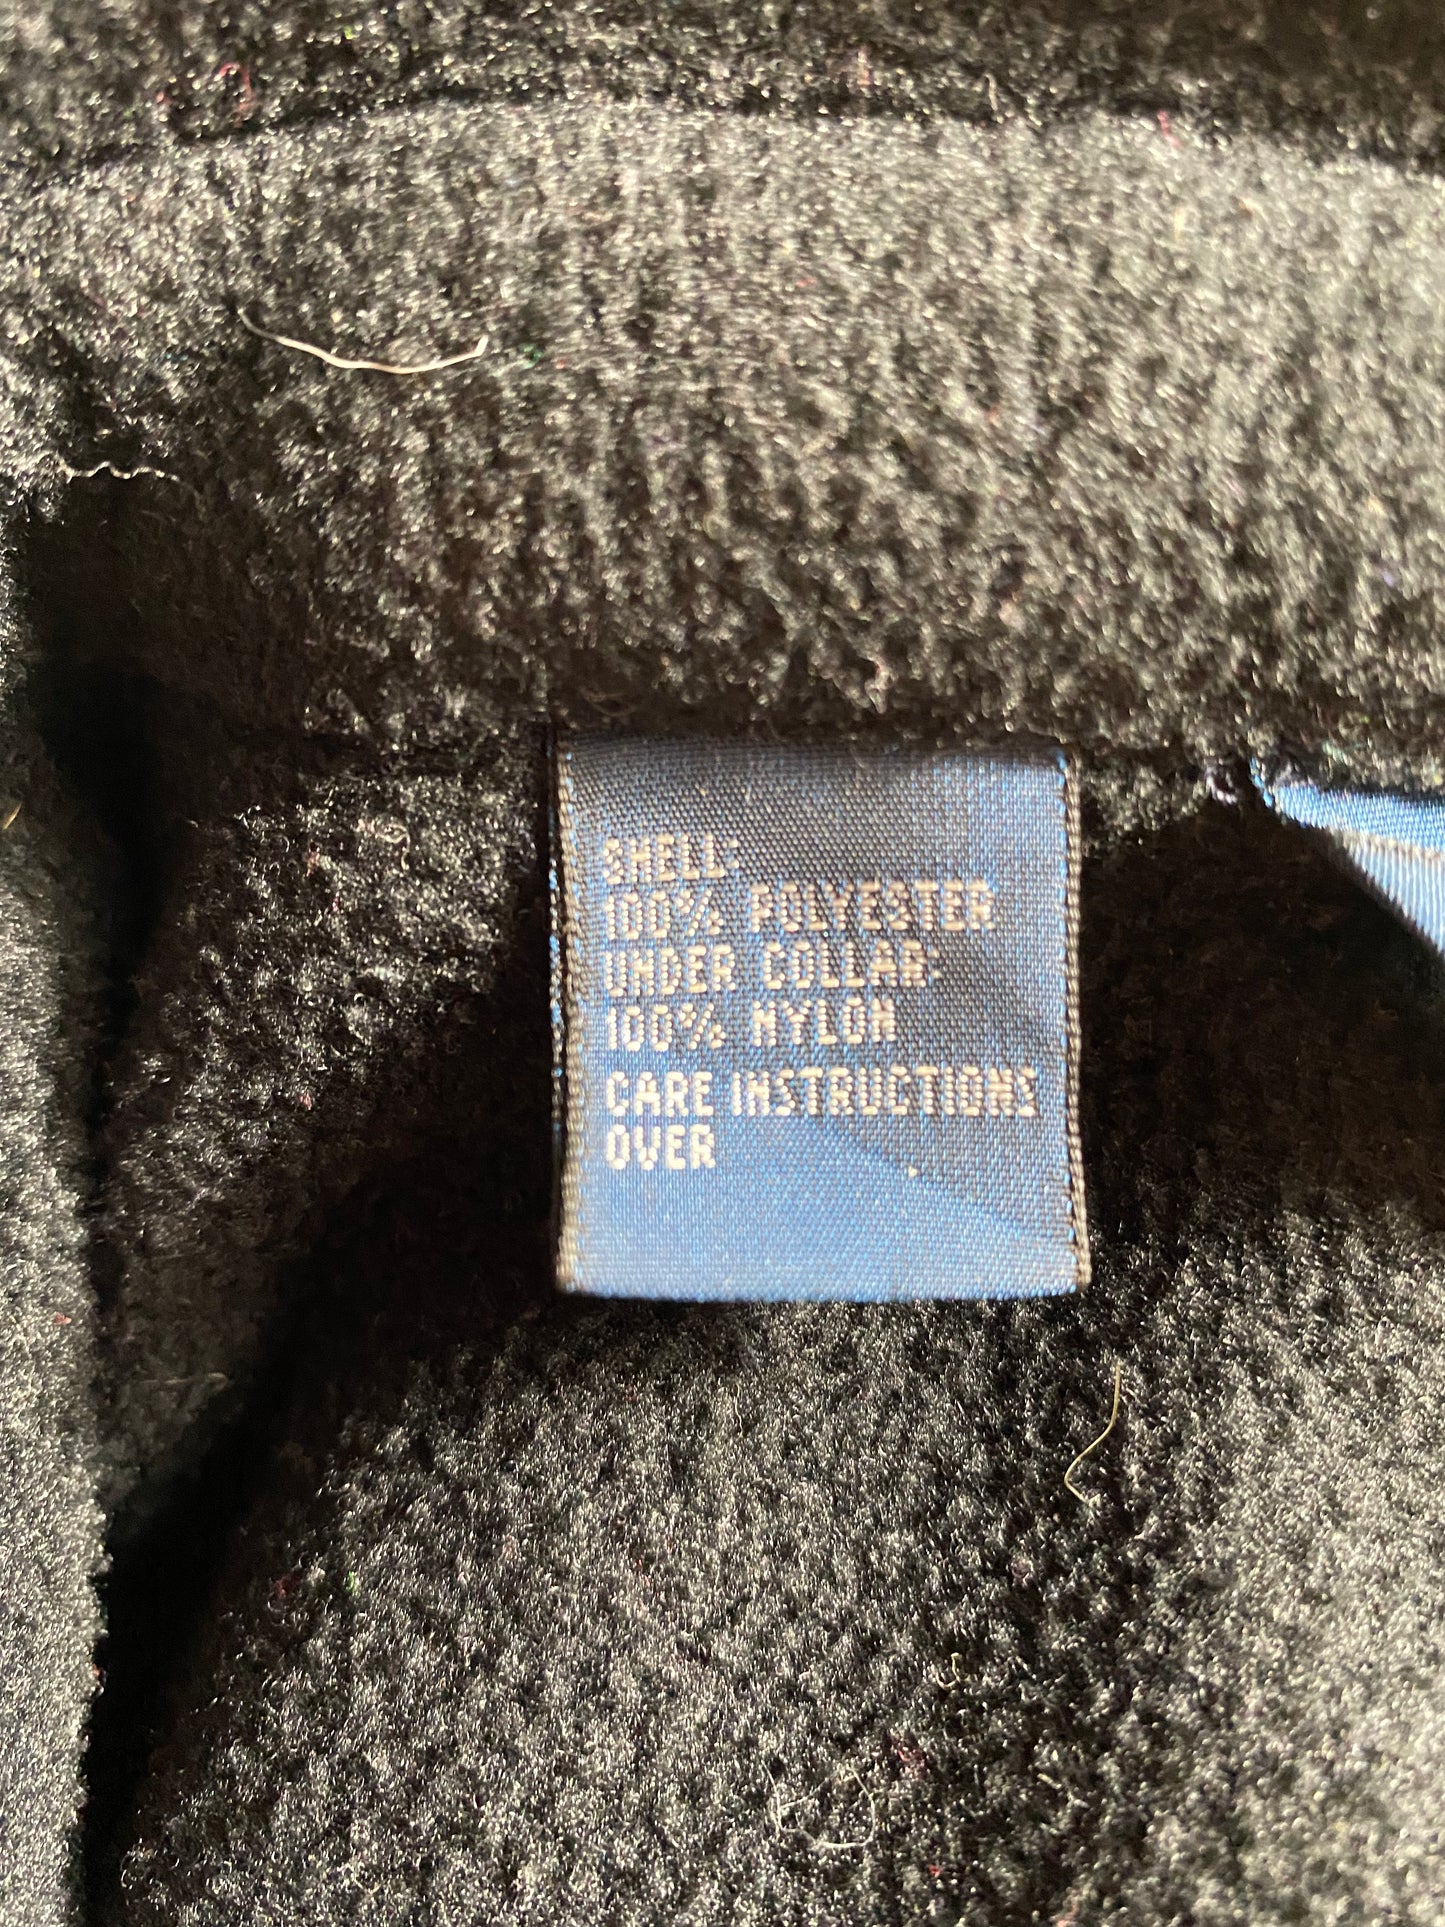 SHELL:
100% POLYESTER
UNDER COLLAR:
100% NYLON
CARE INSTRUCTIONS
OVER